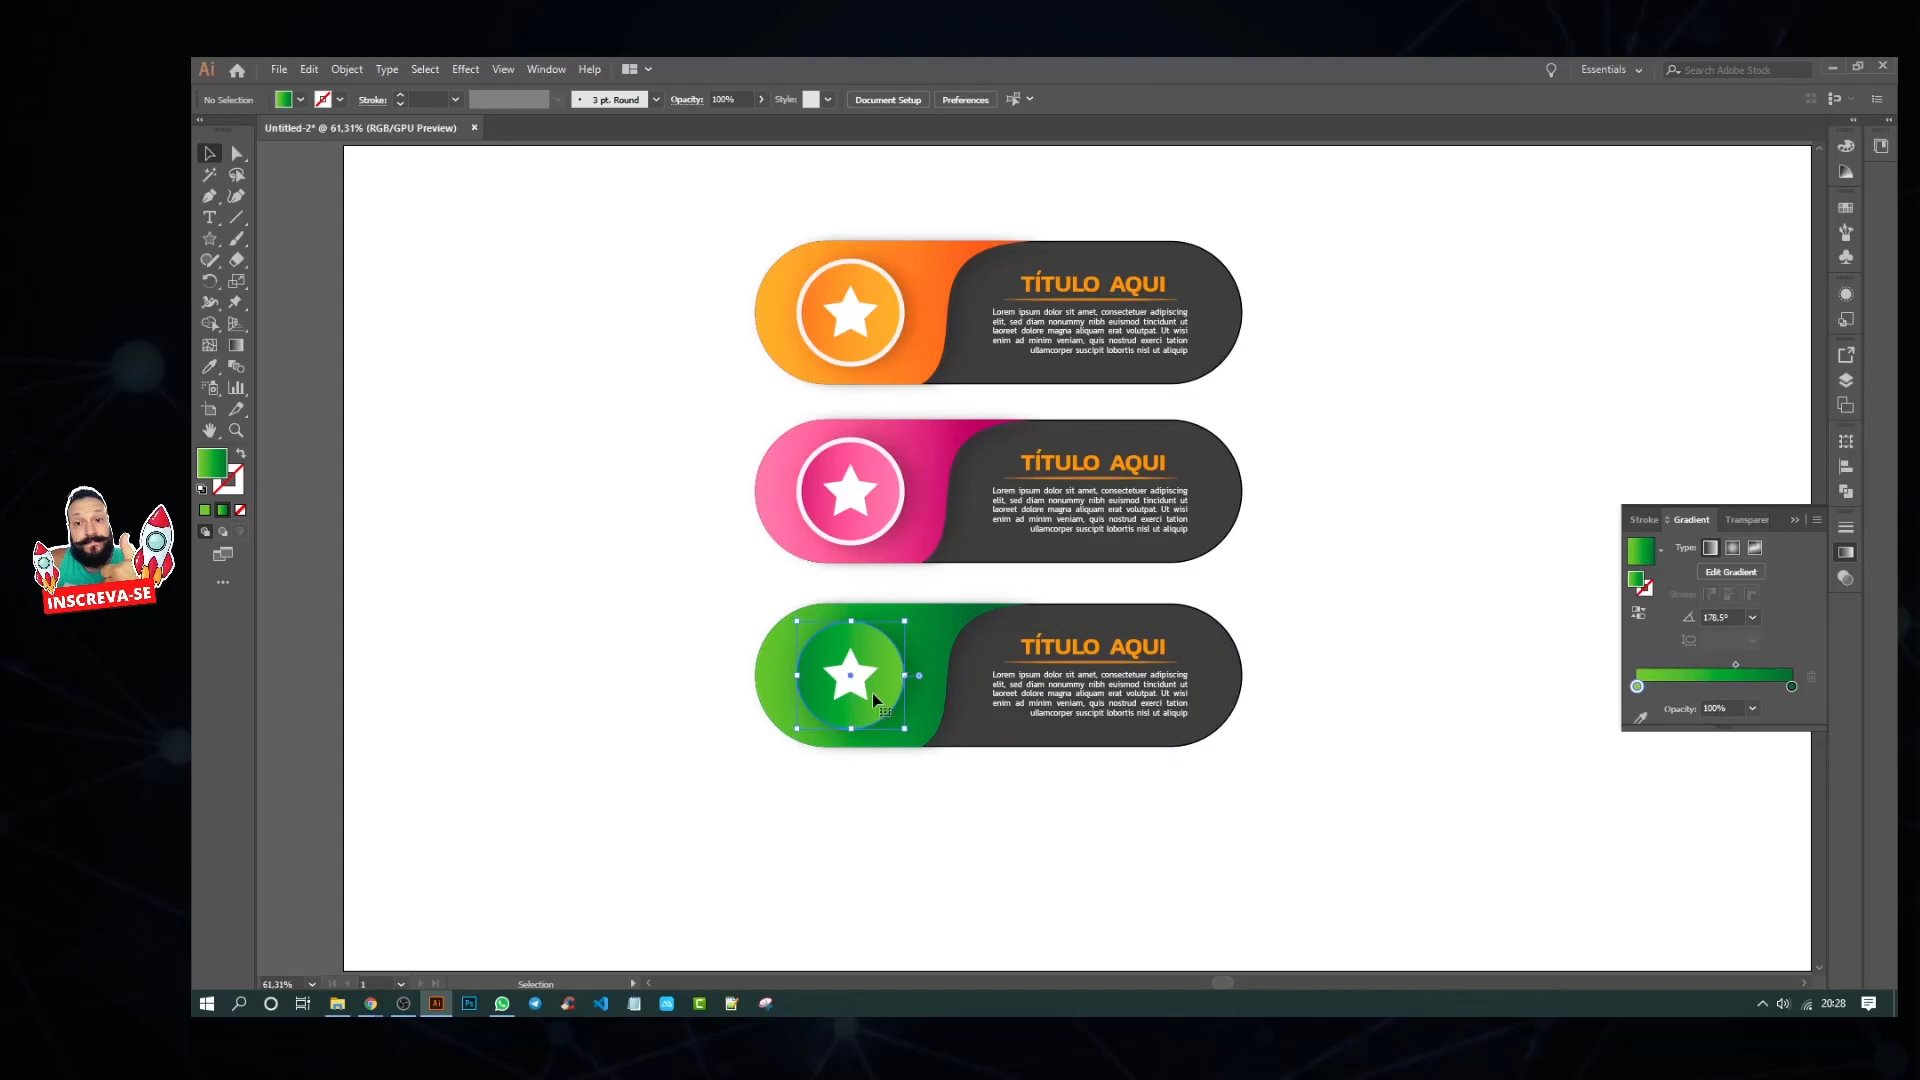 Ai File Edit Object Type Select Effect View Window Help Essentials Search Adobe Stock
No Selection Stroke: 3 pt. Round Opacity: 100% Style: Document Setup Preferences
Untitled-2* @ 61,31% (RGB/GPU Preview)
TÍTULO AQUI
Lorem ipsum dolor sit amet, consectetuer adipiscing
elit, sed diam nonummy nibh euismod tincidunt ut
laoreet dolore magna aliquam erat volutpat. Ut wisi
enim ad minim veniam, quis nostrud exerci tation
ullamcorper suscipit lobortis nisl ut aliquip
TÍTULO AQUI
Lorem ipsum dolor sit amet, consectetuer adipiscing
elit, sed diam nonummy nibh euismod tincidunt ut
laoreet dolore magna aliquam erat volutpat. Ut wisi
enim ad minim veniam, quis nostrud exerci tation
ullamcorper suscipit lobortis nisl ut aliquip
TÍTULO AQUI
Lorem ipsum dolor sit amet, consectetuer adipiscing
elit, sed diam nonummy nibh euismod tincidunt ut
laoreet dolore magna aliquam erat volutpat. Ut wisi
enim ad minim veniam, quis nostrud exerci tation
ullamcorper suscipit lobortis nisl ut aliquip
INSCREVA-SE
Stroke Gradient Transparer
Type:
Edit Gradient
Stroke:
178.5°
Opacity: 100%
61,31% 1 Selection
Ai Ps 20:28